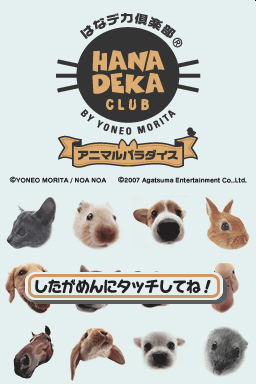 はなデカ倶楽部®
HANA
DEKA
CLUB
BY YONEO MORITA
アニマルパラダイス
©YONEO MORITA / NOA NOA ©2007 Agatsuma Entertainment Co.,Ltd.
したがめんにタッチしてね！